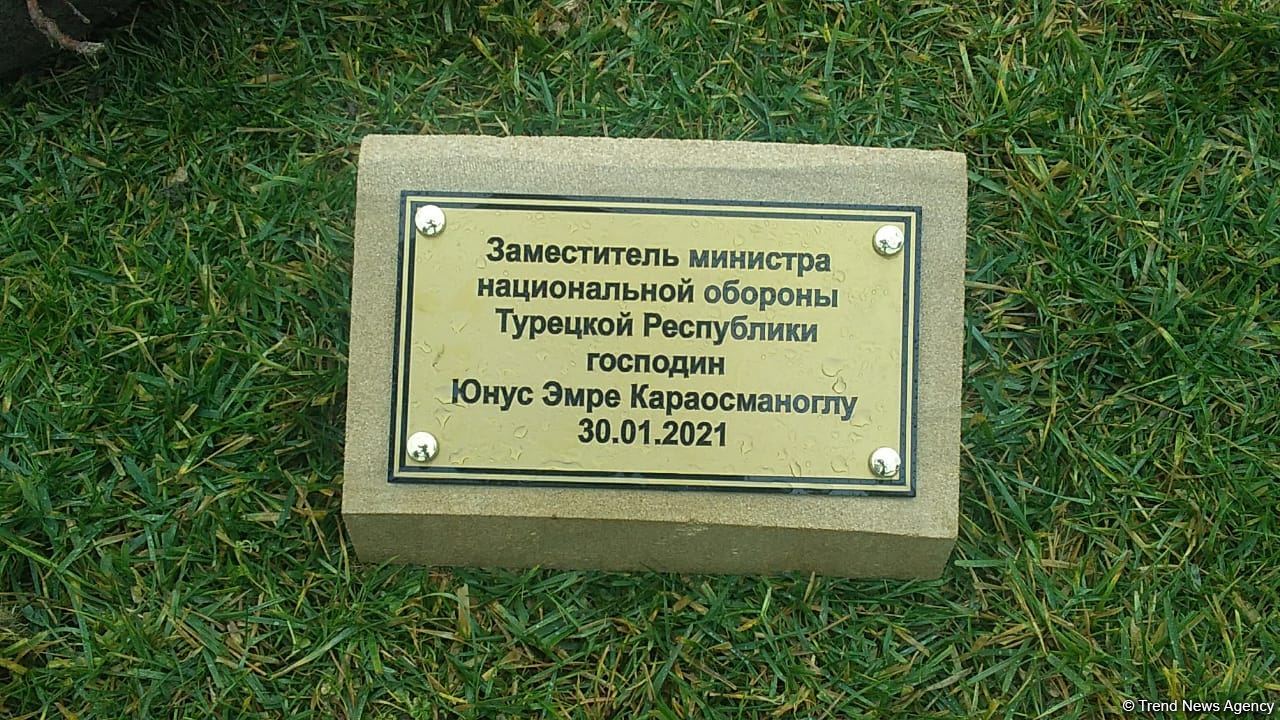 Заместитель министра
национальной обороны
Турецкой Республики
господин
Юнус Эмре Караосманоглу
30.01.2021
© Trend News Agency